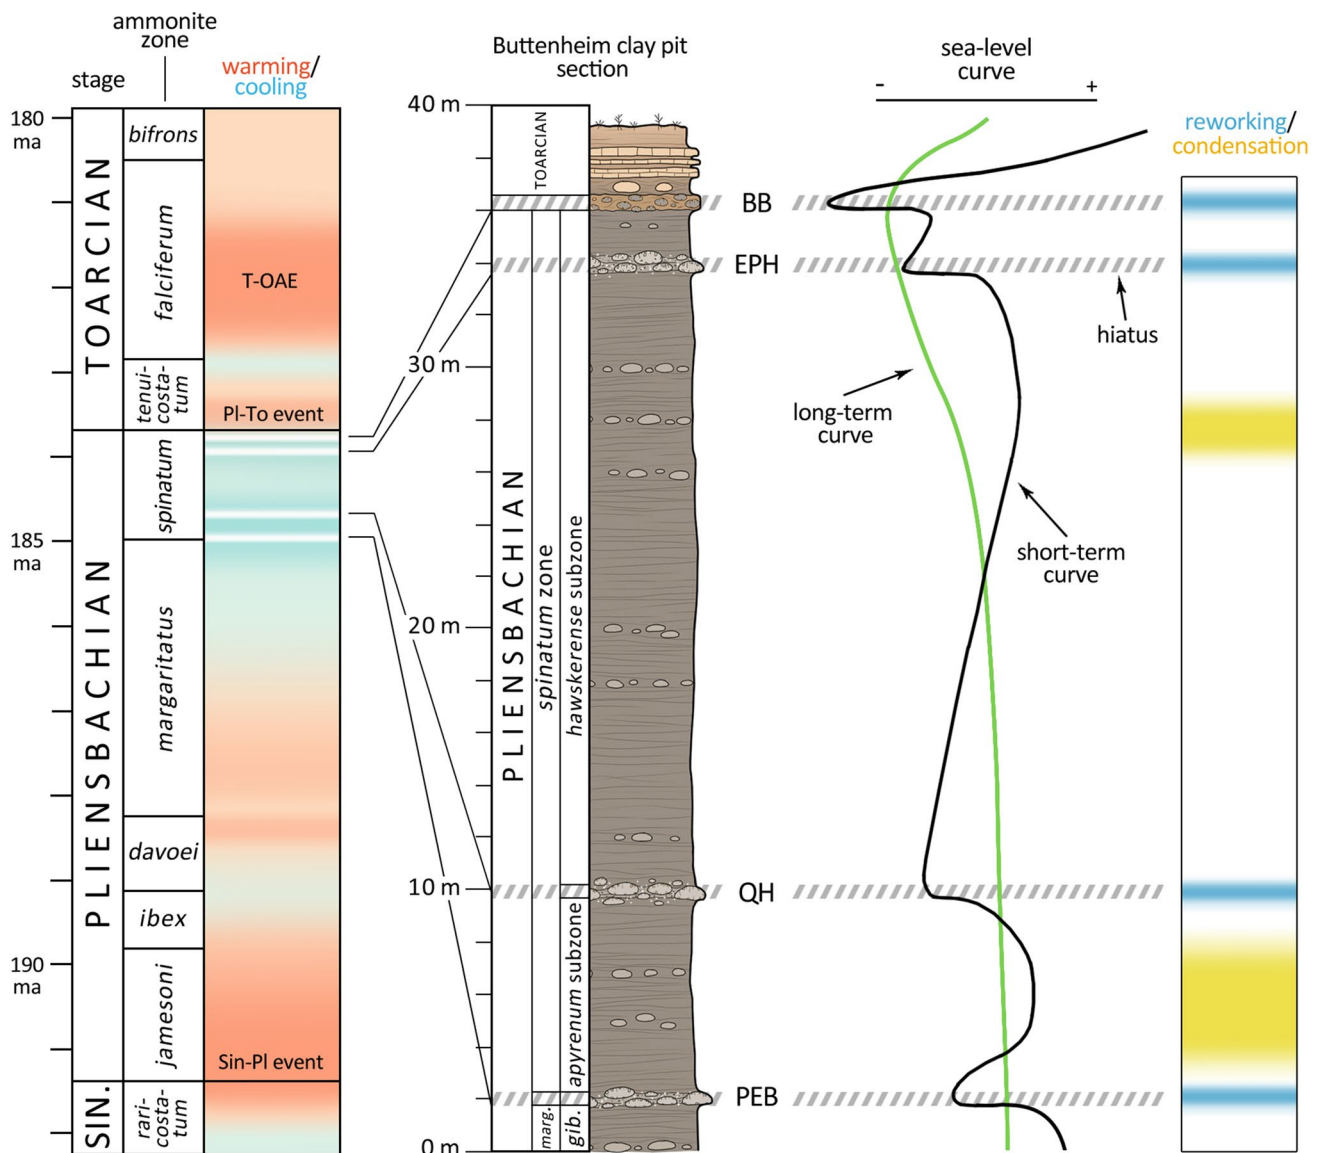 ammonite
zone
stage
warming/
cooling
180
ma
185
ma
190
ma
TOARCIAN
PLIENSBACHIAN
SIN.
bifrons
falciferum
tenui-
costa-
tum
spinatum
margaritatus
davoei
ibex
jamesoni
rari-
costa-
tum
T-OAE
Pl-To event
Sin-Pl event
Buttenheim clay pit
section
40 m
30 m
20 m
10 m
0 m
TOARCIAN
PLIENSBACHIAN
spinatum zone
hawskerense subzone
apyrenum subzone
marg.
gib.
BB
EPH
QH
PEB
sea-level
curve
- +
hiatus
long-term
curve
short-term
curve
reworking/
condensation